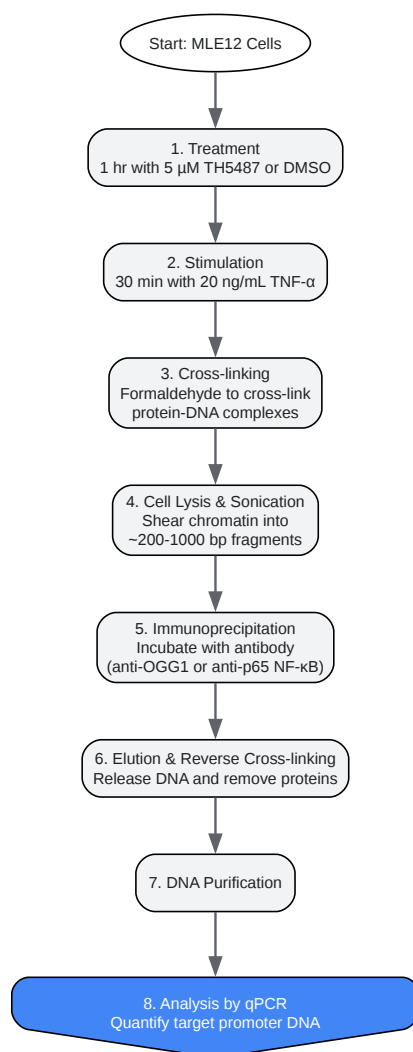 Start: MLE12 Cells
1. Treatment
1 hr with 5 µM TH5487 or DMSO
2. Stimulation
30 min with 20 ng/mL TNF-α
3. Cross-linking
Formaldehyde to cross-link
protein-DNA complexes
4. Cell Lysis & Sonication
Shear chromatin into
~200-1000 bp fragments
5. Immunoprecipitation
Incubate with antibody
(anti-OGG1 or anti-p65 NF-κB)
6. Elution & Reverse Cross-linking
Release DNA and remove proteins
7. DNA Purification
8. Analysis by qPCR
Quantify target promoter DNA